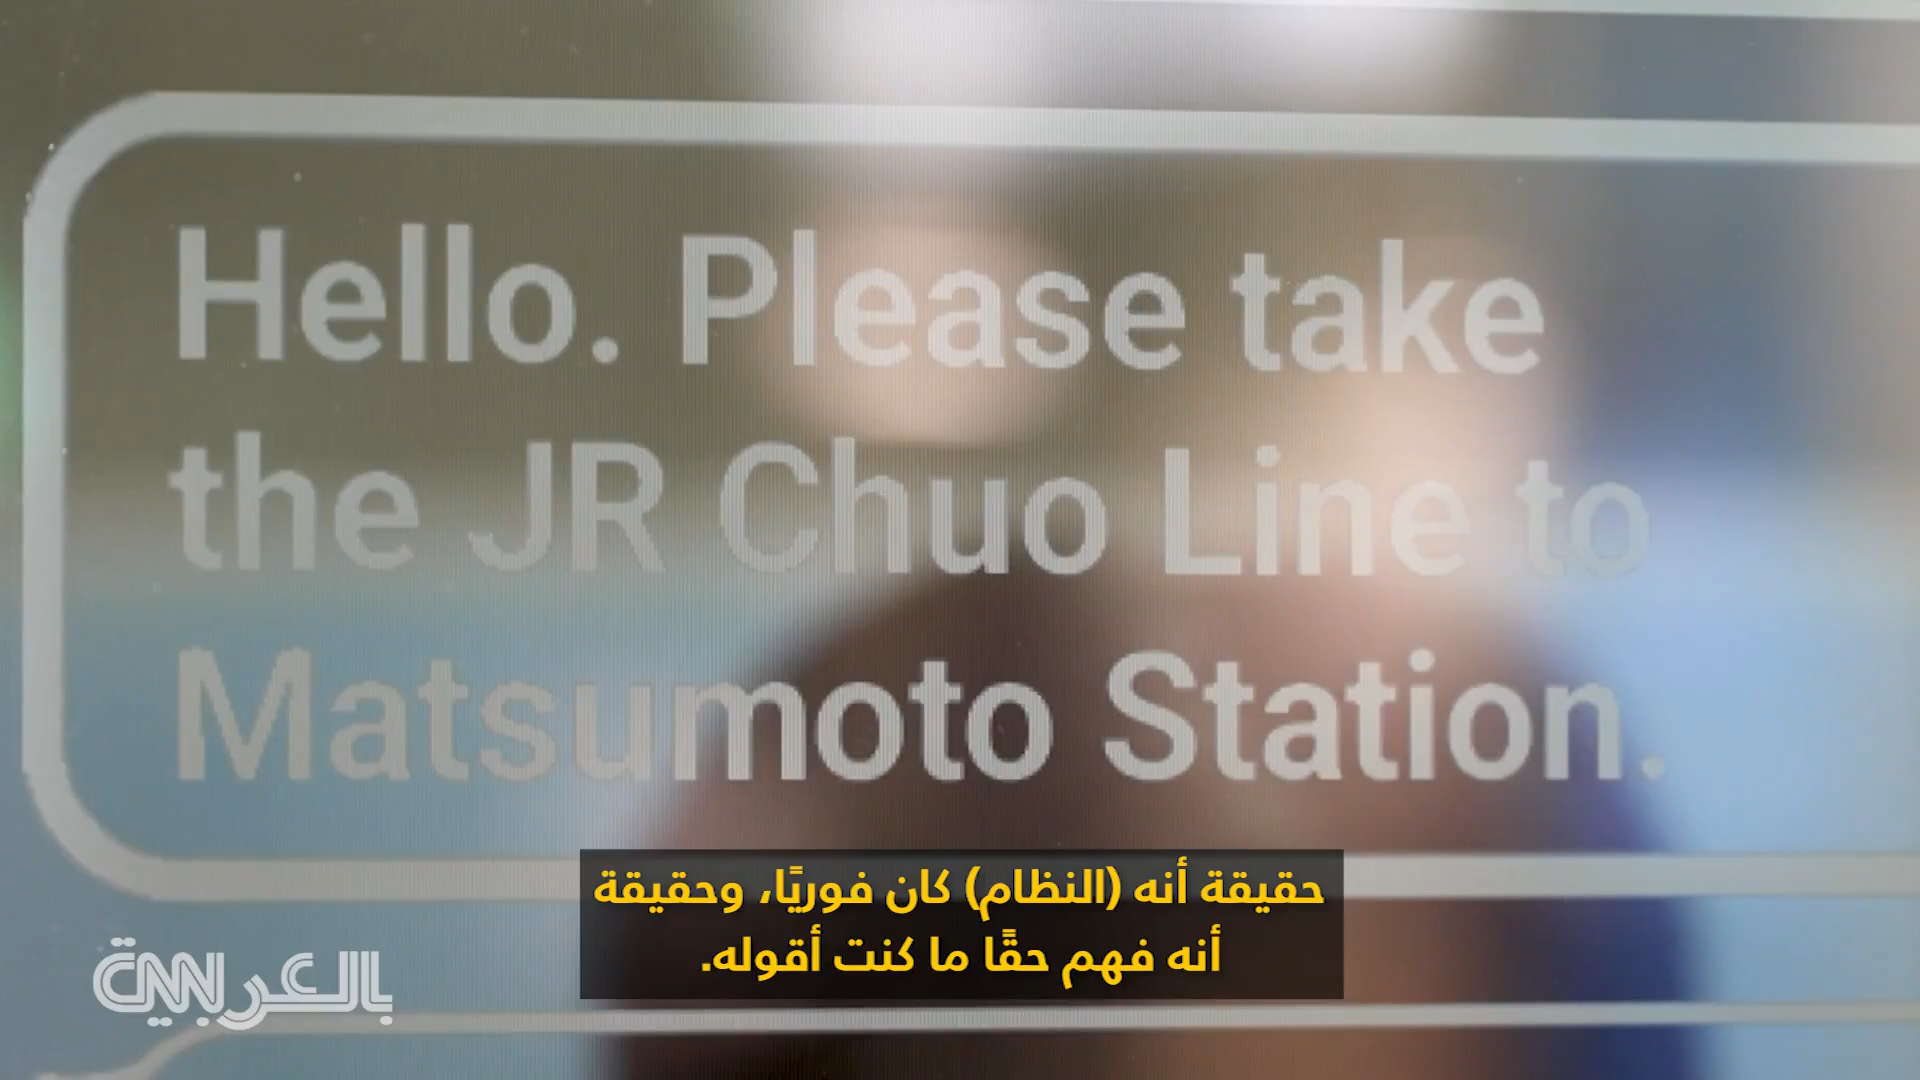 Hello. Please take
the JR Chuo Line to
Matsumoto Station.
حقيقة أنه (النظام) كان فوريًا، وحقيقة
أنه فهم حقًا ما كنت أقوله.
CNN بالعربية